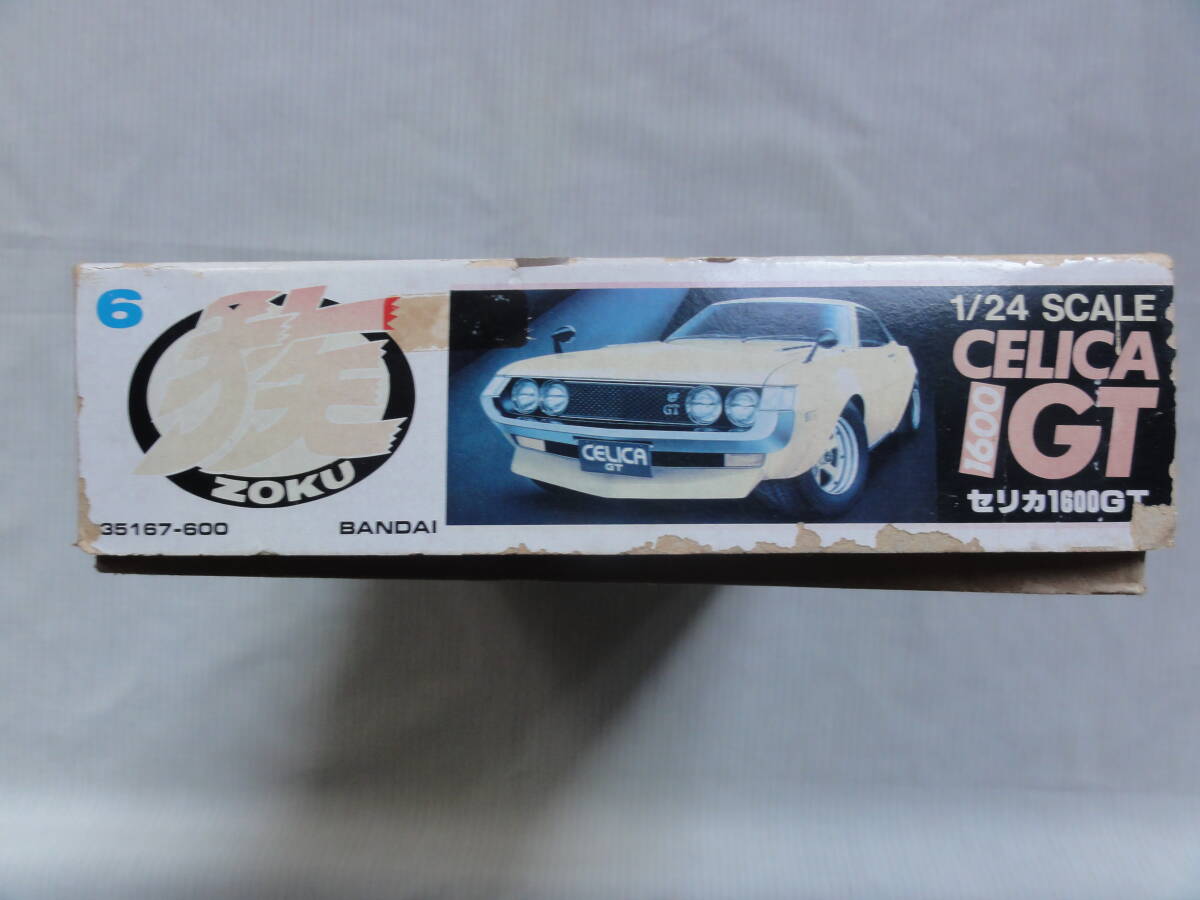 6
族
ZOKU
35167-600
BANDAI
GT
CELICA
GT
1/24 SCALE
CELICA
1600 GT
セリカ1600GT